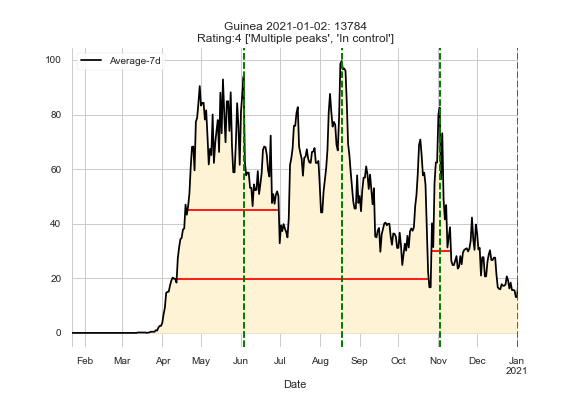 Guinea 2021-01-02: 13784
Rating:4 ['Multiple peaks', 'In control']
Average-7d
100
80
60
40
20
0
Feb Mar Apr May Jun Jul Aug Sep Oct Nov Dec Jan
2021
Date